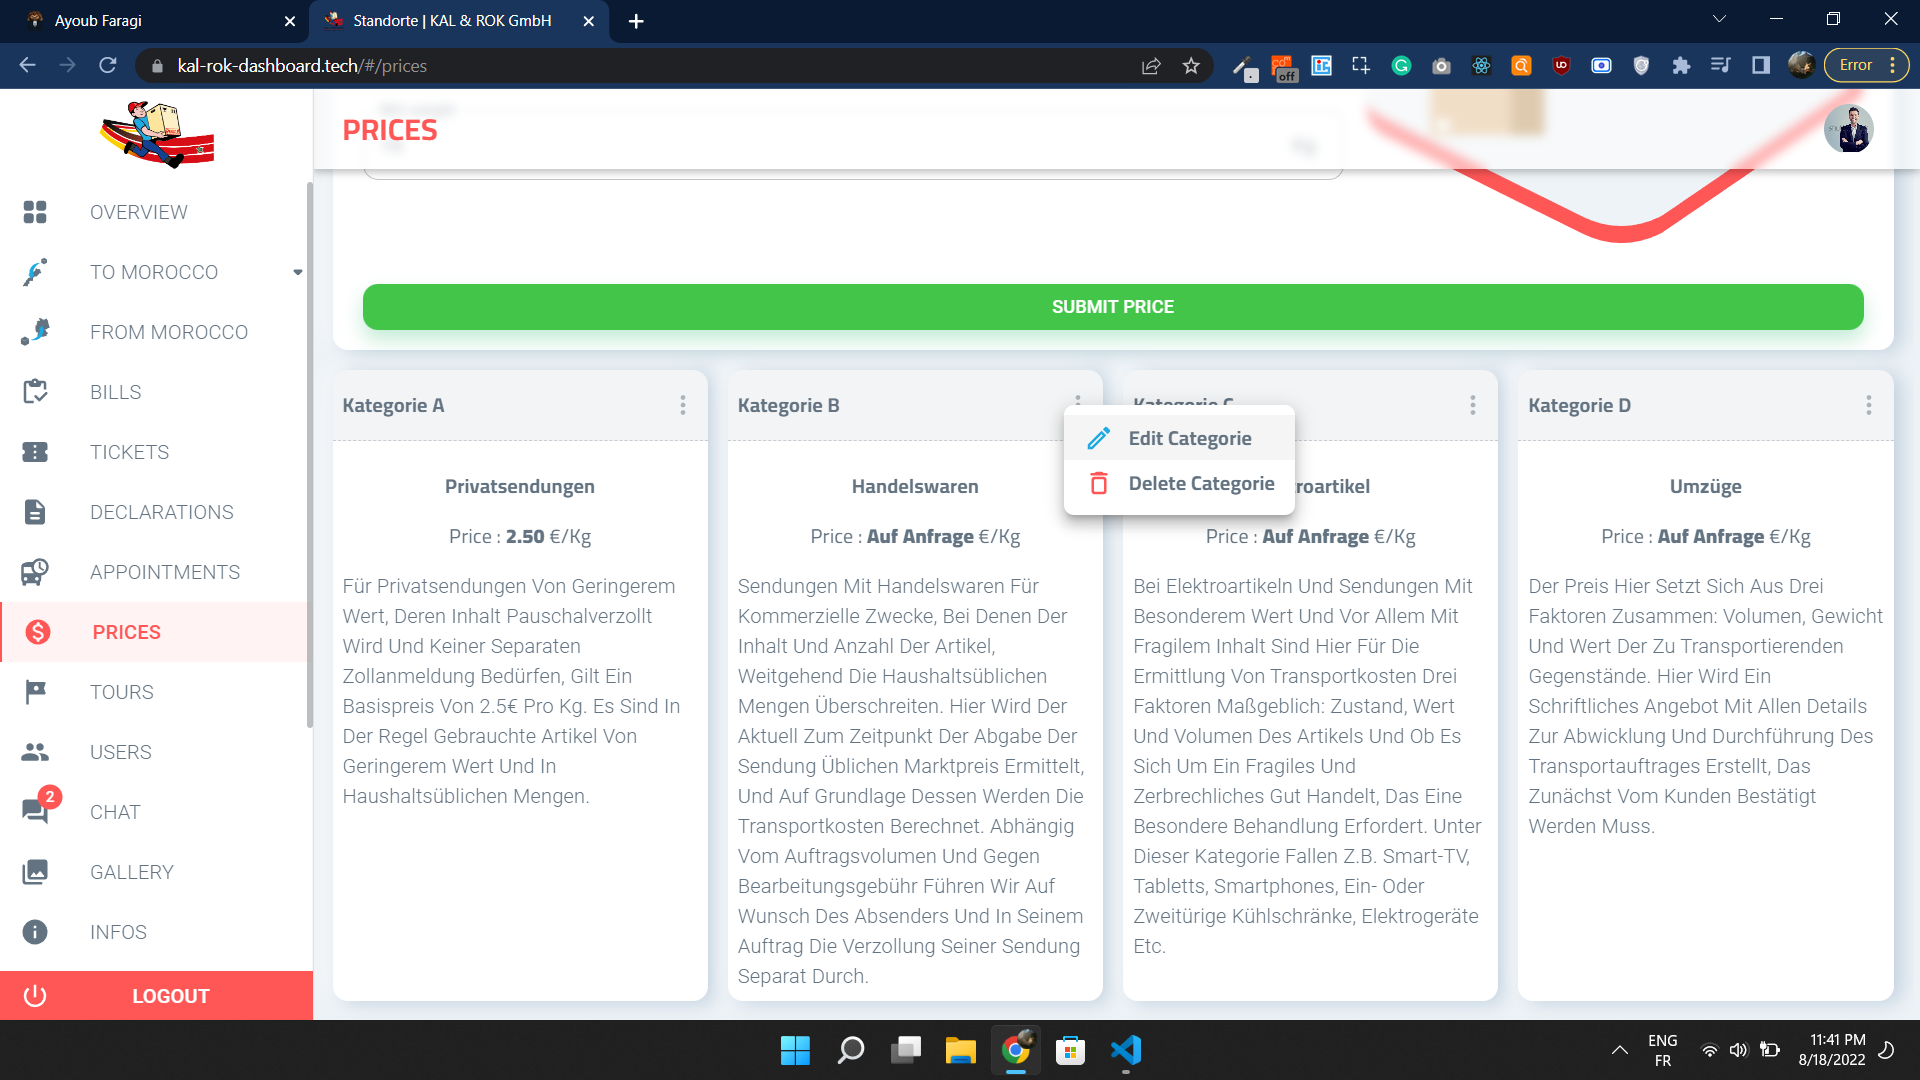 Ayoub Faragi
Standorte | KAL & ROK GmbH
kal-rok-dashboard.tech/#/prices
off
Error
PRICES
OVERVIEW
TO MOROCCO
FROM MOROCCO
BILLS
TICKETS
DECLARATIONS
APPOINTMENTS
PRICES
TOURS
USERS
2
CHAT
GALLERY
INFOS
LOGOUT
SUBMIT PRICE
Kategorie A
Privatsendungen
Price : 2.50 €/Kg
Für Privatsendungen Von Geringerem
Wert, Deren Inhalt Pauschalverzollt
Wird Und Keiner Separaten
Zollanmeldung Bedürfen, Gilt Ein
Basispreis Von 2.5€ Pro Kg. Es Sind In
Der Regel Gebrauchte Artikel Von
Geringerem Wert Und In
Haushaltsüblichen Mengen.
Kategorie B
Handelswaren
Price : Auf Anfrage €/Kg
Sendungen Mit Handelswaren Für
Kommerzielle Zwecke, Bei Denen Der
Inhalt Und Anzahl Der Artikel,
Weitgehend Die Haushaltsüblichen
Mengen Überschreiten. Hier Wird Der
Aktuell Zum Zeitpunkt Der Abgabe Der
Sendung Üblichen Marktpreis Ermittelt,
Und Auf Grundlage Dessen Werden Die
Transportkosten Berechnet. Abhängig
Vom Auftragsvolumen Und Gegen
Bearbeitungsgebühr Führen Wir Auf
Wunsch Des Absenders Und In Seinem
Auftrag Die Verzollung Seiner Sendung
Separat Durch.
Edit Categorie
Delete Categorie
Kategorie C
roartikel
Price : Auf Anfrage €/Kg
Bei Elektroartikeln Und Sendungen Mit
Besonderem Wert Und Vor Allem Mit
Fragilem Inhalt Sind Hier Für Die
Ermittlung Von Transportkosten Drei
Faktoren Maßgeblich: Zustand, Wert
Und Volumen Des Artikels Und Ob Es
Sich Um Ein Fragiles Und
Zerbrechliches Gut Handelt, Das Eine
Besondere Behandlung Erfordert. Unter
Dieser Kategorie Fallen Z.B. Smart-TV,
Tabletts, Smartphones, Ein- Oder
Zweitürige Kühlschränke, Elektrogeräte
Etc.
Kategorie D
Umzüge
Price : Auf Anfrage €/Kg
Der Preis Hier Setzt Sich Aus Drei
Faktoren Zusammen: Volumen, Gewicht
Und Wert Der Zu Transportierenden
Gegenstände. Hier Wird Ein
Schriftliches Angebot Mit Allen Details
Zur Abwicklung Und Durchführung Des
Transportauftrages Erstellt, Das
Zunächst Vom Kunden Bestätigt
Werden Muss.
ENG
FR
11:41 PM
8/18/2022